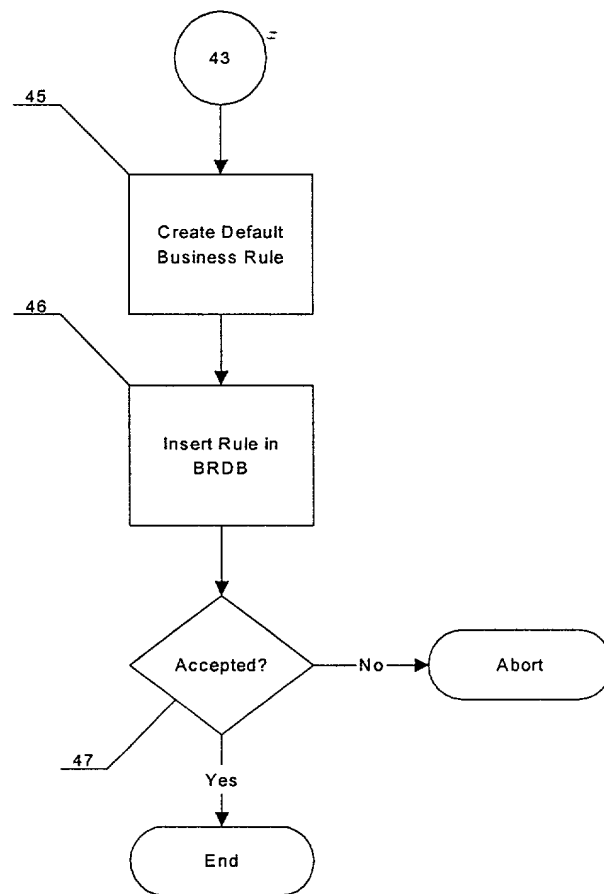 43
45
Create Default
Business Rule
46
Insert Rule in
BRDB
Accepted?
No
Abort
47
Yes
End